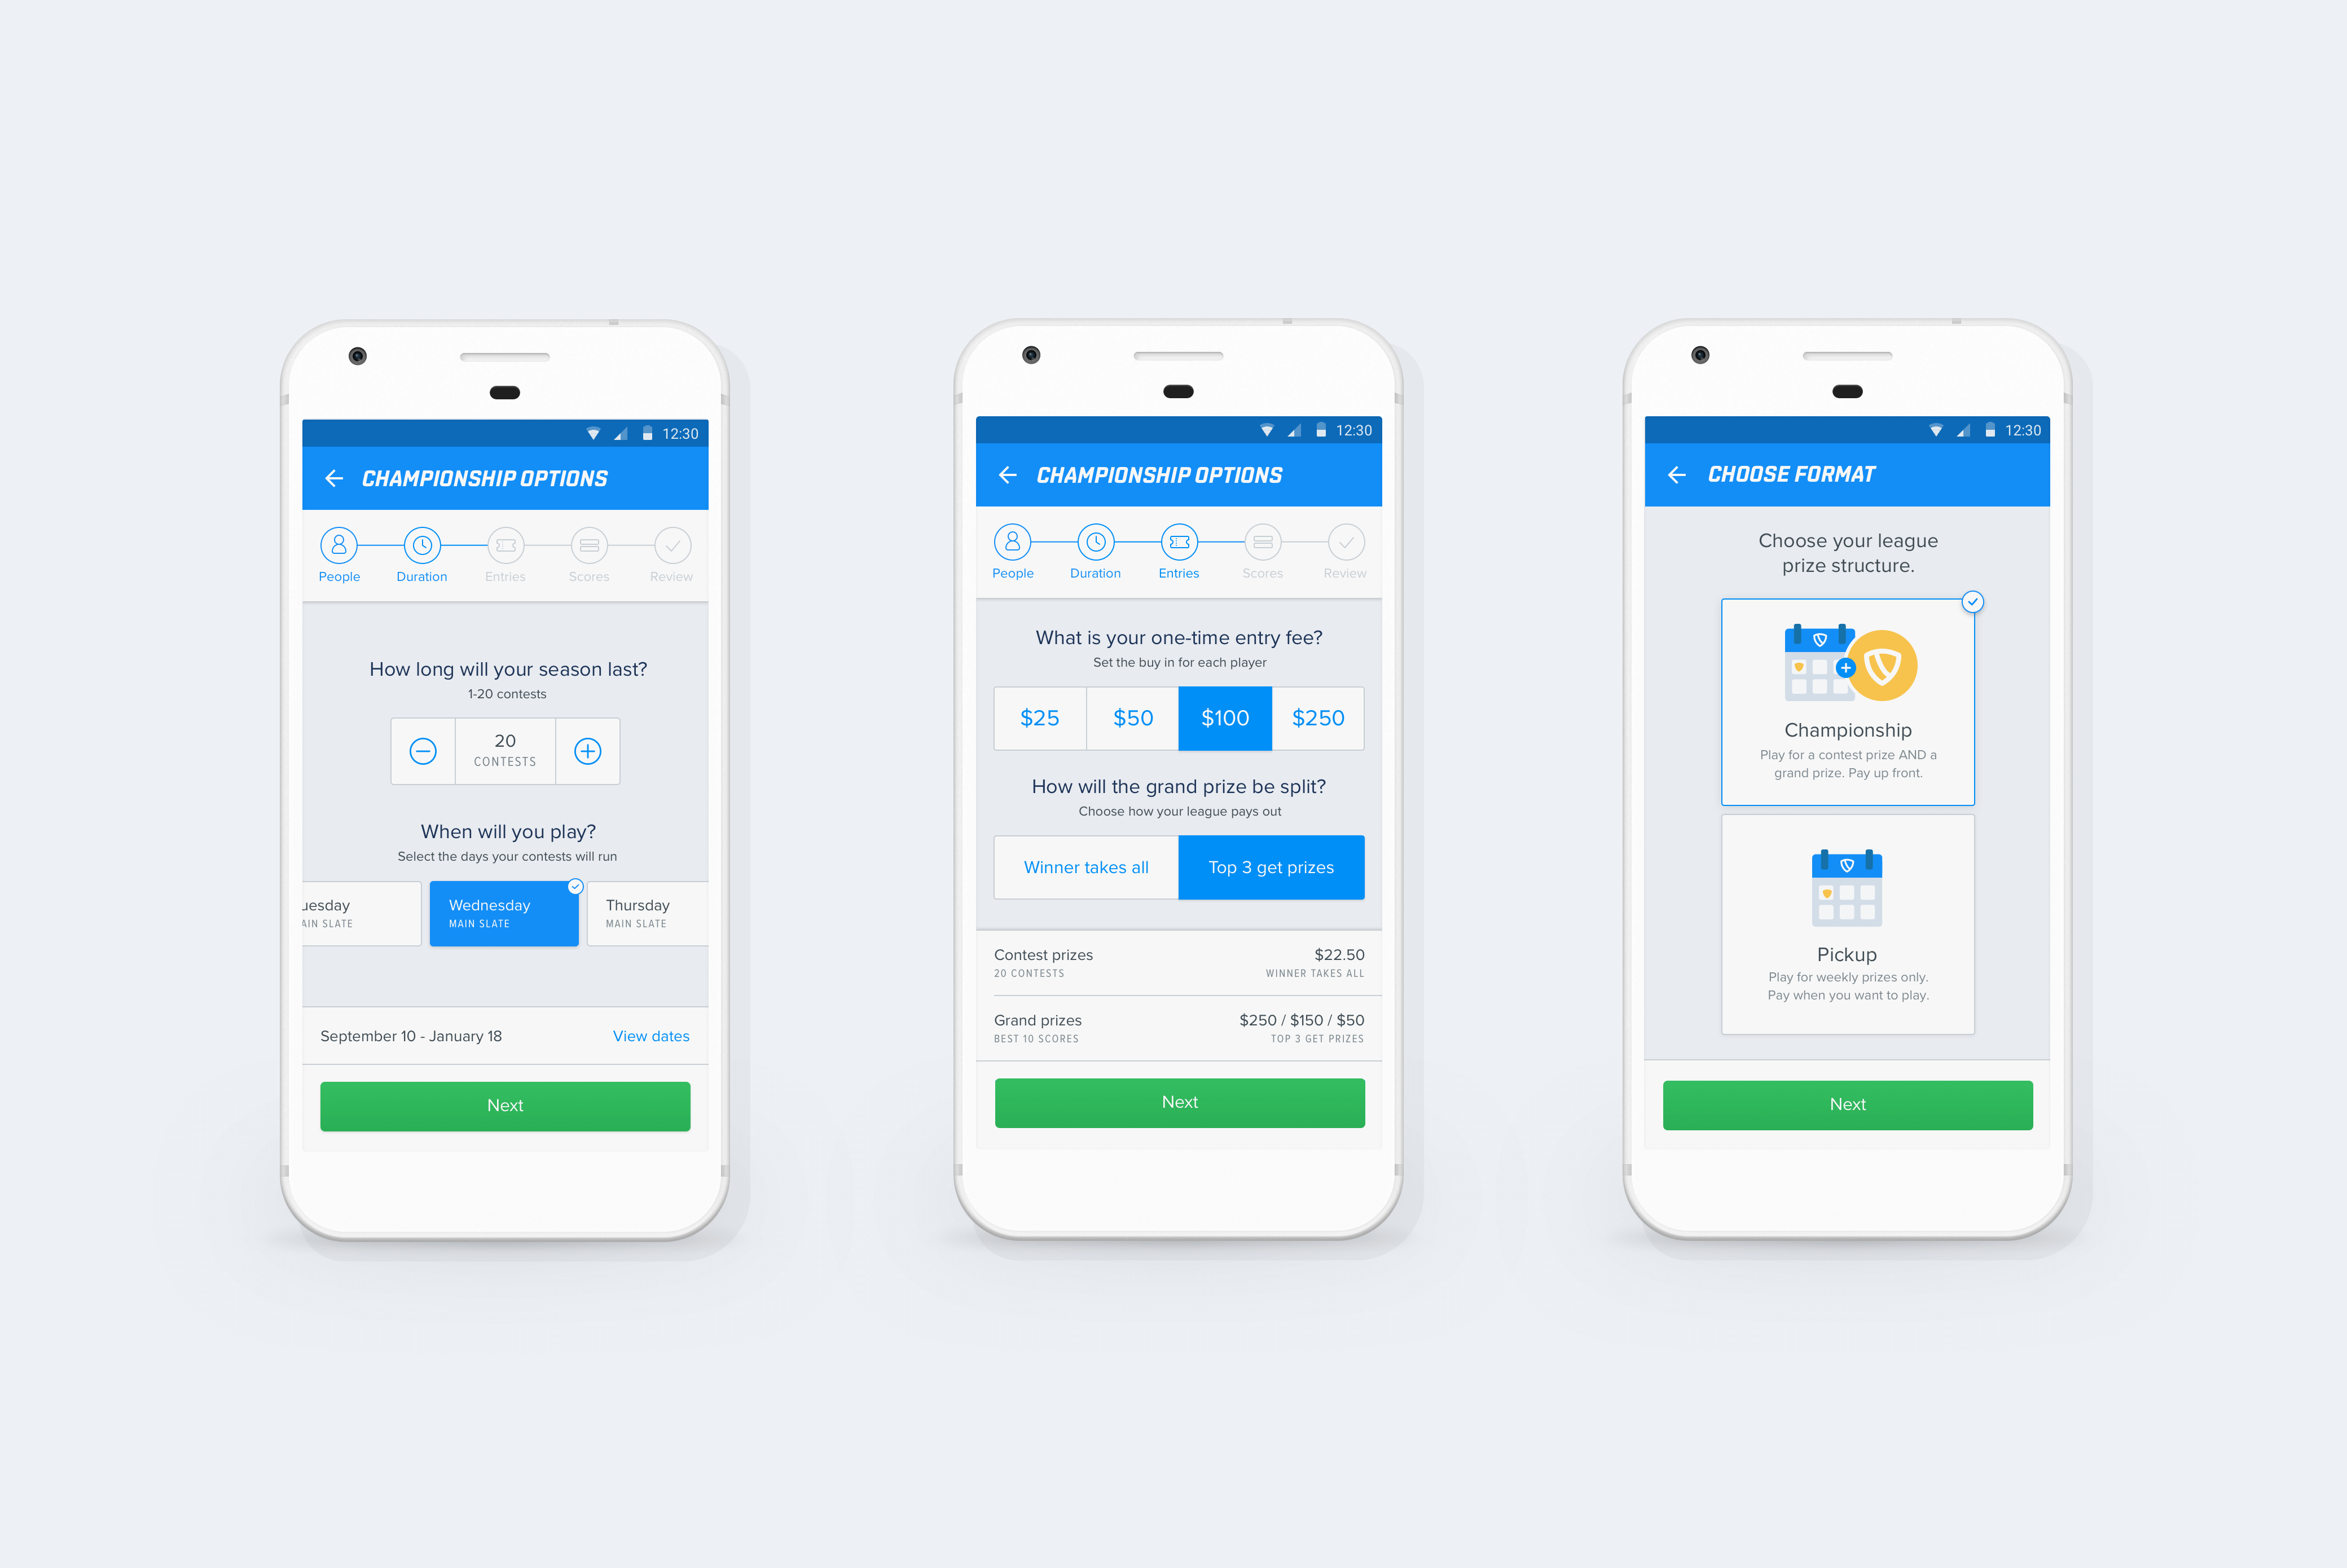 12:30
CHAMPIONSHIP OPTIONS
People Duration Entries Scores Review
How long will your season last?
1-20 contests
20
CONTESTS
When will you play?
Select the days your contests will run
uesday Wednesday Thursday
AIN SLATE MAIN SLATE MAIN SLATE
September 10 - January 18 View dates
Next
12:30
CHAMPIONSHIP OPTIONS
People Duration Entries Scores Review
What is your one-time entry fee?
Set the buy in for each player
$25 $50 $100 $250
How will the grand prize be split?
Choose how your league pays out
Winner takes all Top 3 get prizes
Contest prizes $22.50
20 CONTESTS WINNER TAKES ALL
Grand prizes $250 / $150 / $50
BEST 10 SCORES TOP 3 GET PRIZES
Next
12:30
CHOOSE FORMAT
Choose your league
prize structure.
Championship
Play for a contest prize AND a
grand prize. Pay up front.
Pickup
Play for weekly prizes only.
Pay when you want to play.
Next